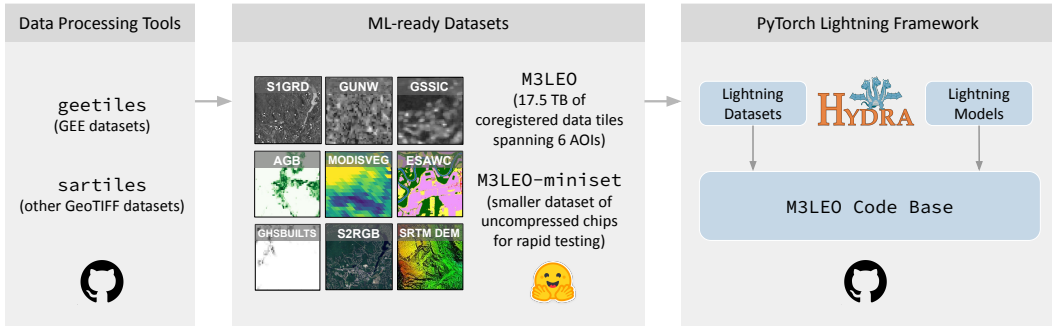 Data Processing Tools
geetiles
(GEE datasets)
sartiles
(other GeoTIFF datasets)
ML-ready Datasets
S1GRD
GUNW
GSSIC
AGB
MODISVEG
ESAWC
GHSBUILTS
S2RGB
SRTM DEM
M3LEO
(17.5 TB of
coregistered data tiles
spanning 6 AOIs)
M3LEO-miniset
(smaller dataset of
uncompressed chips
for rapid testing)
PyTorch Lightning Framework
Lightning
Datasets
HYDRA
Lightning
Models
M3LEO Code Base